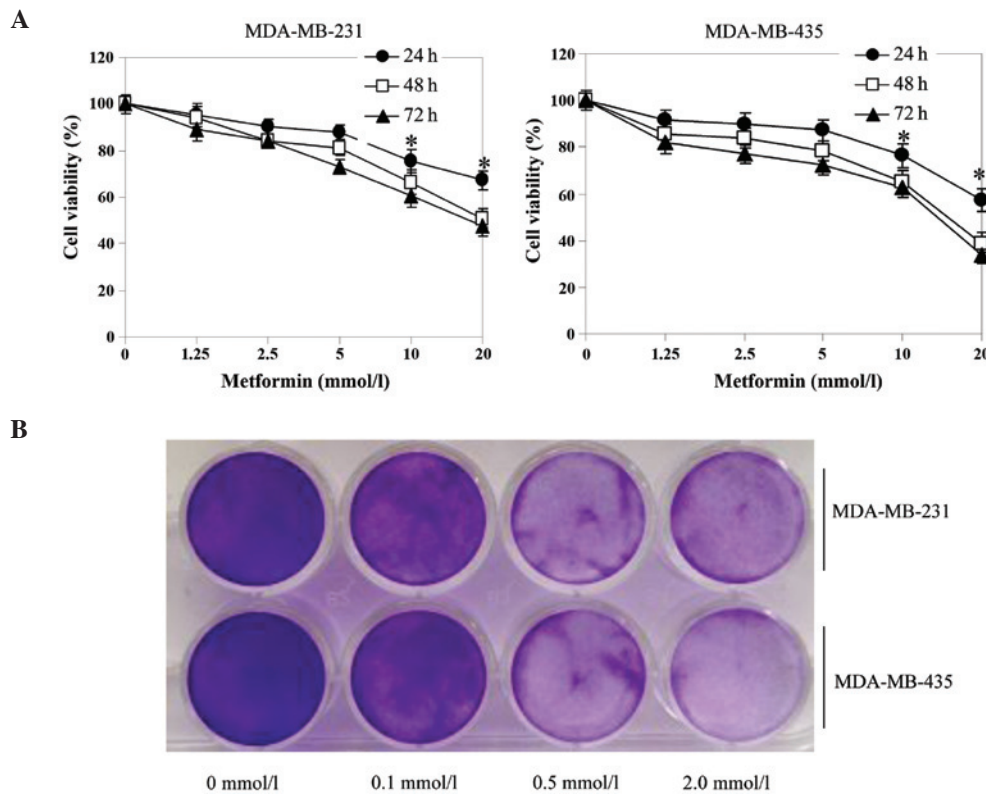 A
MDA-MB-231
24 h
48 h
72 h
120
100
80
60
40
20
0
Cell viability (%)
*
*
0 1.25 2.5 5 10 20
Metformin (mmol/l)
MDA-MB-435
24 h
48 h
72 h
120
100
80
60
40
20
0
Cell viability (%)
*
*
0 1.25 2.5 5 10 20
Metformin (mmol/l)
B
MDA-MB-231
MDA-MB-435
0 mmol/l 0.1 mmol/l 0.5 mmol/l 2.0 mmol/l